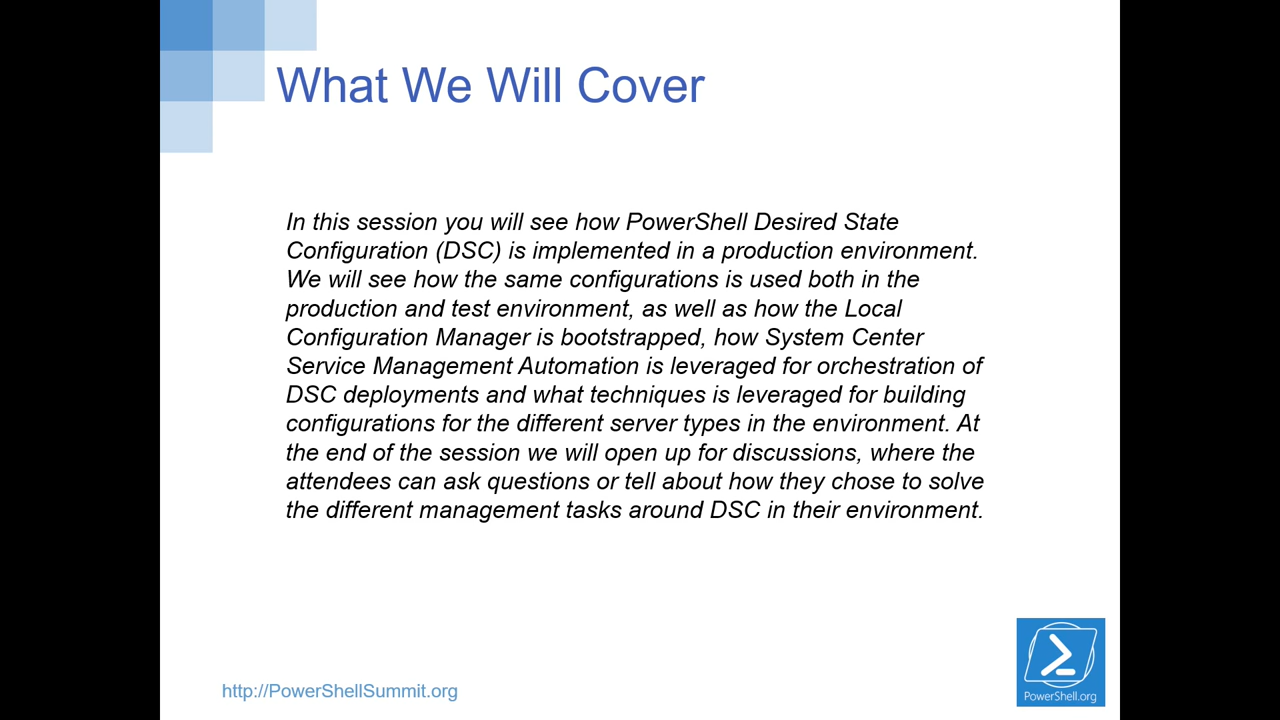 What We Will Cover
In this session you will see how PowerShell Desired State
Configuration (DSC) is implemented in a production environment.
We will see how the same configurations is used both in the
production and test environment, as well as how the Local
Configuration Manager is bootstrapped, how System Center
Service Management Automation is leveraged for orchestration of
DSC deployments and what techniques is leveraged for building
configurations for the different server types in the environment. At
the end of the session we will open up for discussions, where the
attendees can ask questions or tell about how they chose to solve
the different management tasks around DSC in their environment.
http://PowerShellSummit.org
PowerShell.org